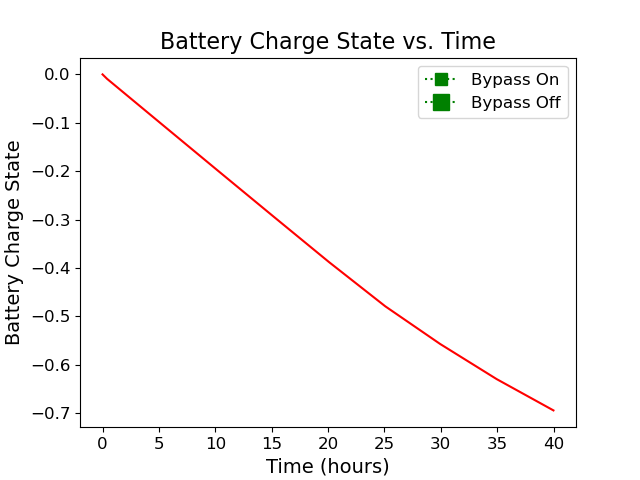 Battery Charge State vs. Time
Bypass On
Bypass Off
Battery Charge State
0.0
−0.1
−0.2
−0.3
−0.4
−0.5
−0.6
−0.7
0 5 10 15 20 25 30 35 40
Time (hours)